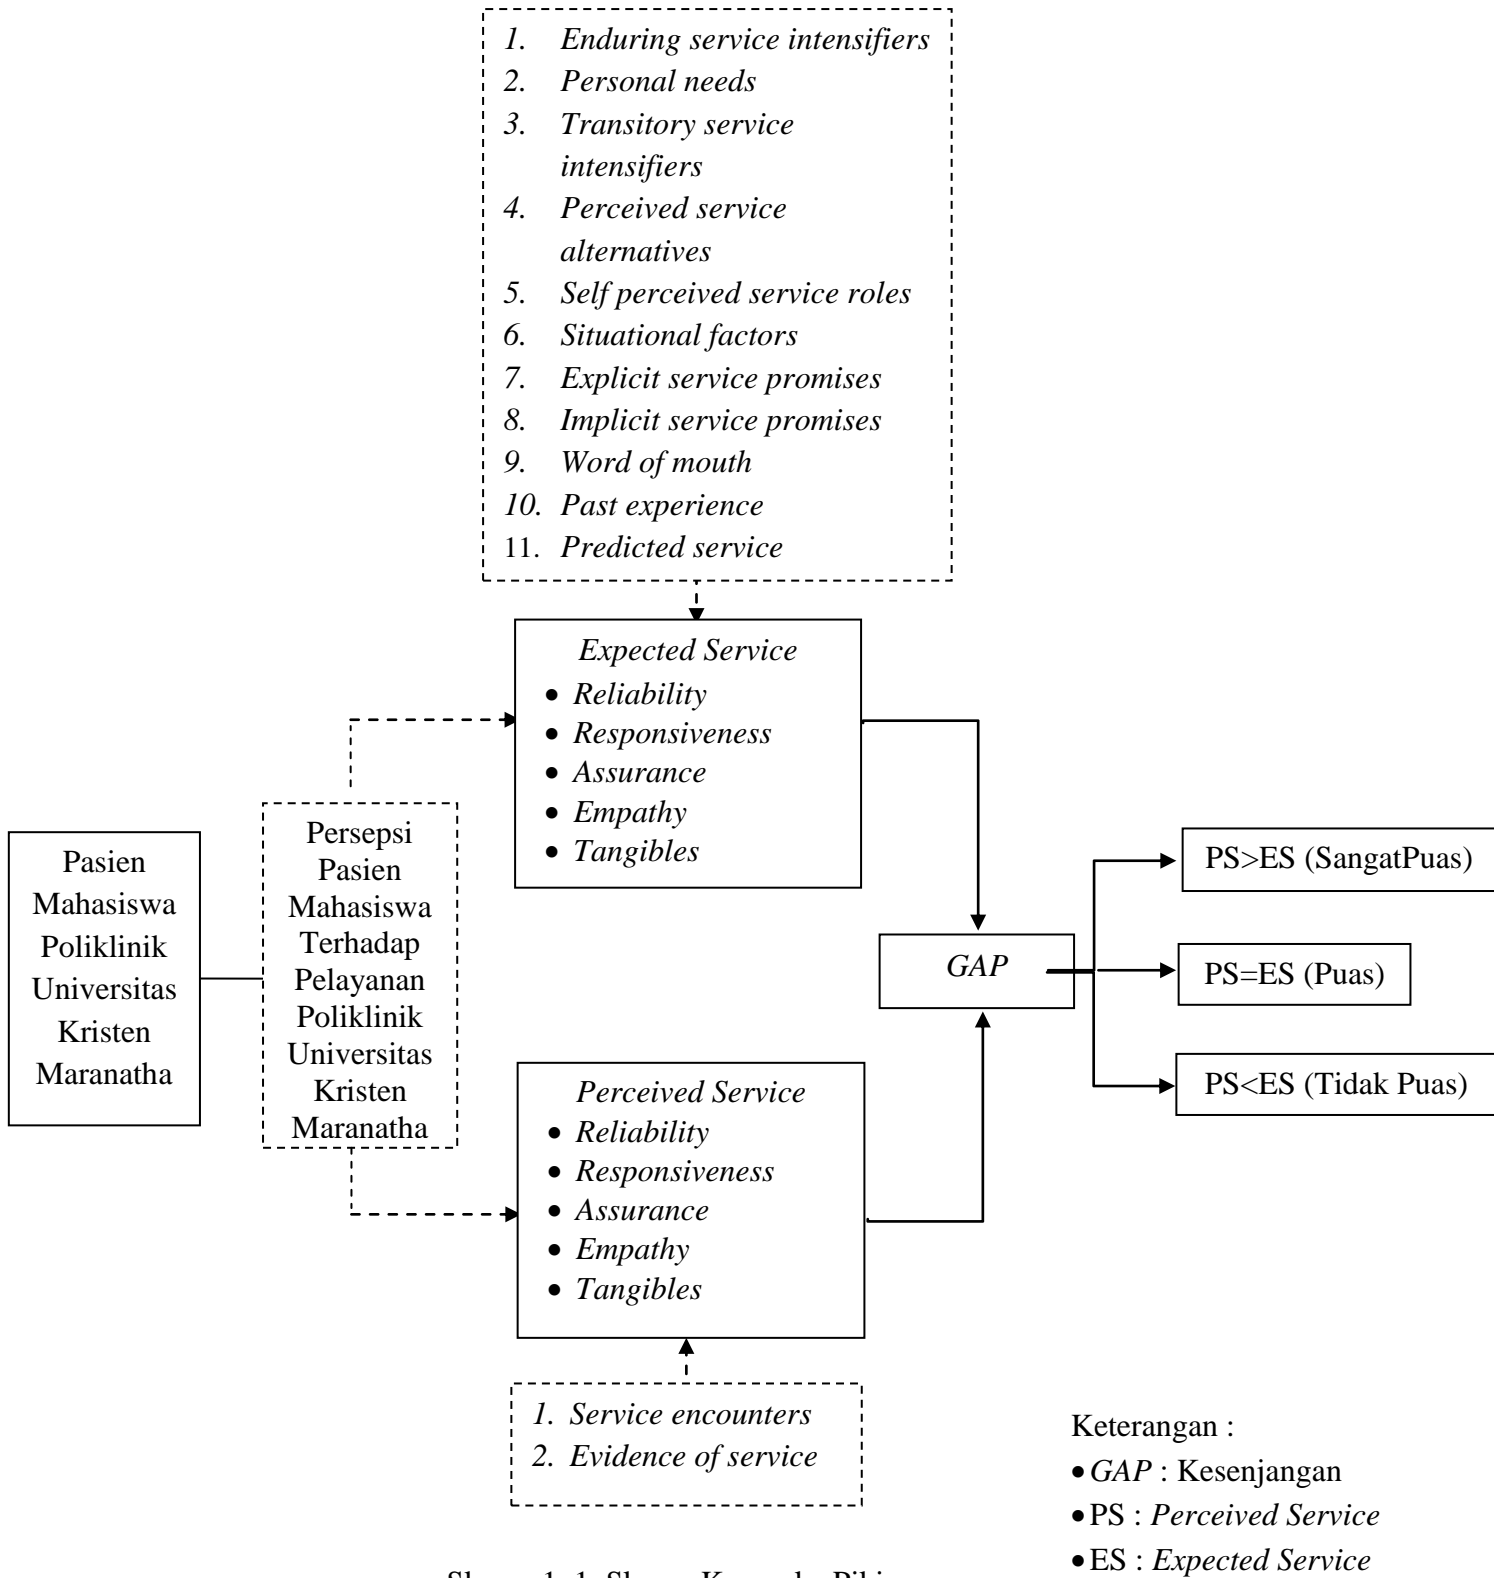 1. Enduring service intensifiers
2. Personal needs
3. Transitory service
intensifiers
4. Perceived service
alternatives
5. Self perceived service roles
6. Situational factors
7. Explicit service promises
8. Implicit service promises
9. Word of mouth
10. Past experience
11. Predicted service
Expected Service
• Reliability
• Responsiveness
• Assurance
• Empathy
• Tangibles
Pasien
Mahasiswa
Poliklinik
Universitas
Kristen
Maranatha
Persepsi
Pasien
Mahasiswa
Terhadap
Pelayanan
Poliklinik
Universitas
Kristen
Maranatha
GAP
PS>ES (SangatPuas)
PS=ES (Puas)
PS<ES (Tidak Puas)
Perceived Service
• Reliability
• Responsiveness
• Assurance
• Empathy
• Tangibles
1. Service encounters
2. Evidence of service
Keterangan :
• GAP : Kesenjangan
• PS : Perceived Service
• ES : Expected Service